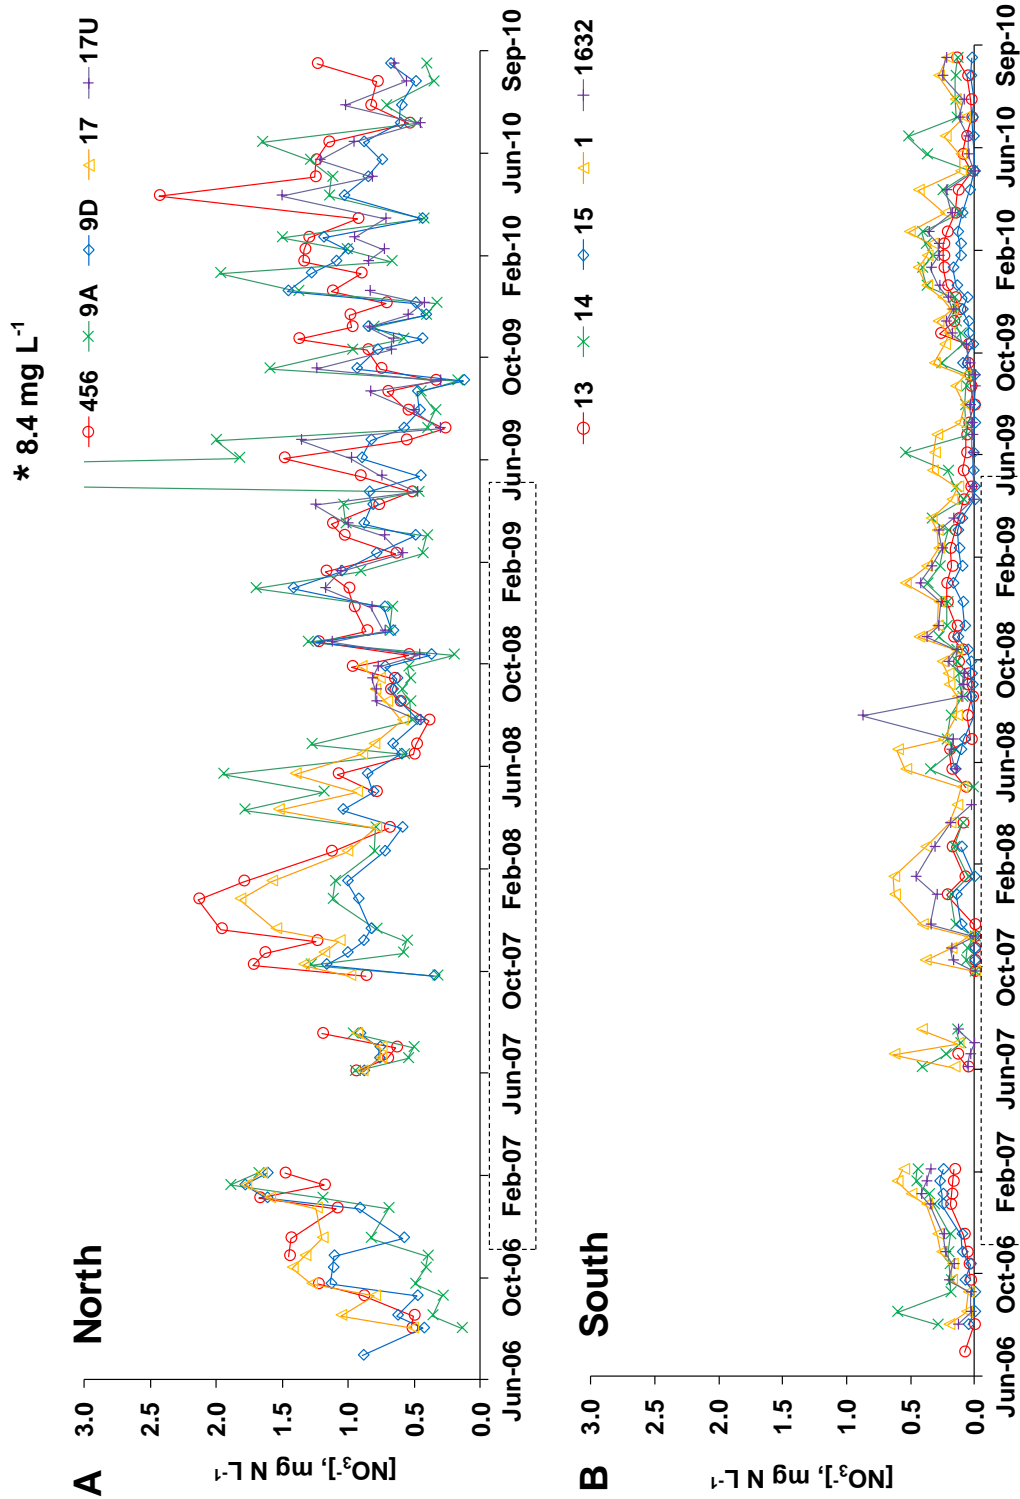 * 8.4 mg L⁻¹
456 9A 9D 17 17U
A North
3.0
2.5
2.0
1.5
1.0
0.5
0.0
[NO₃⁻], mg N L⁻¹
Jun-06 Oct-06 Feb-07 Jun-07 Oct-07 Feb-08 Jun-08 Oct-08 Feb-09 Jun-09 Oct-09 Feb-10 Jun-10 Sep-10
13 14 15 1 1632
B South
3.0
2.5
2.0
1.5
1.0
0.5
0.0
[NO₃⁻], mg N L⁻¹
Jun-06 Oct-06 Feb-07 Jun-07 Oct-07 Feb-08 Jun-08 Oct-08 Feb-09 Jun-09 Oct-09 Feb-10 Jun-10 Sep-10